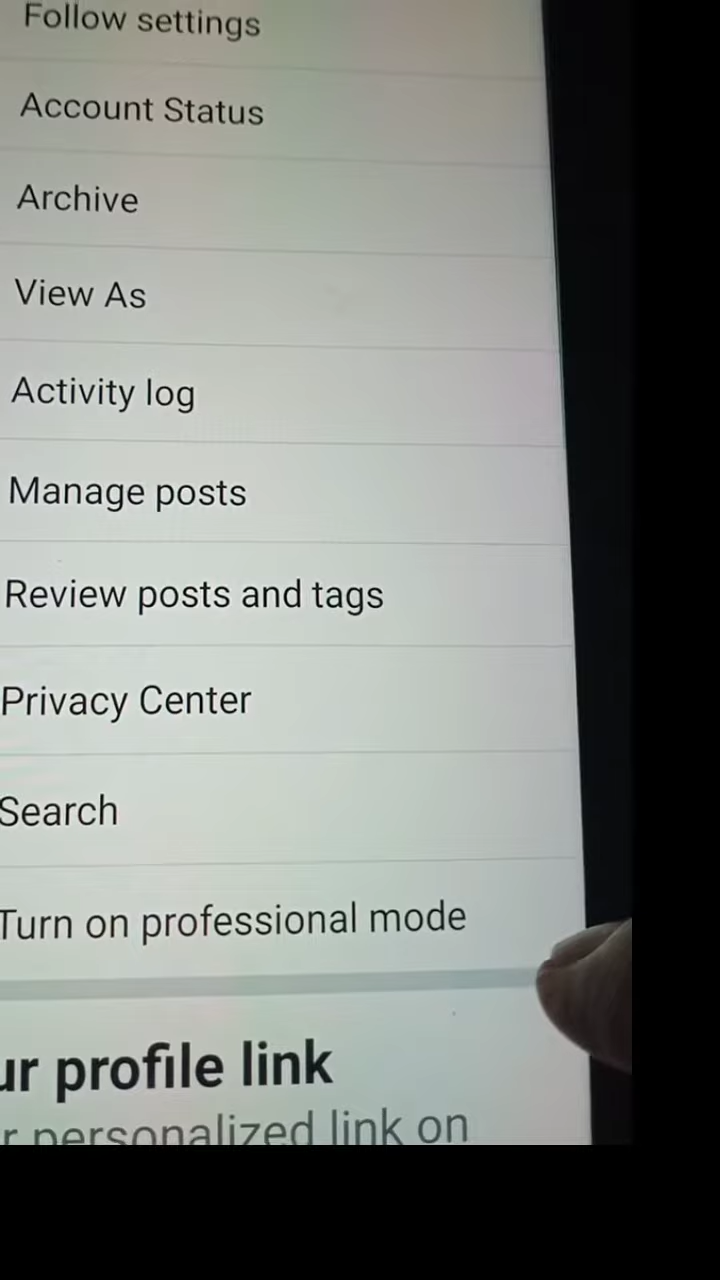 Follow settings
Account Status
Archive
View As
Activity log
Manage posts
Review posts and tags
Privacy Center
Search
Turn on professional mode
ur profile link
r personalized link on